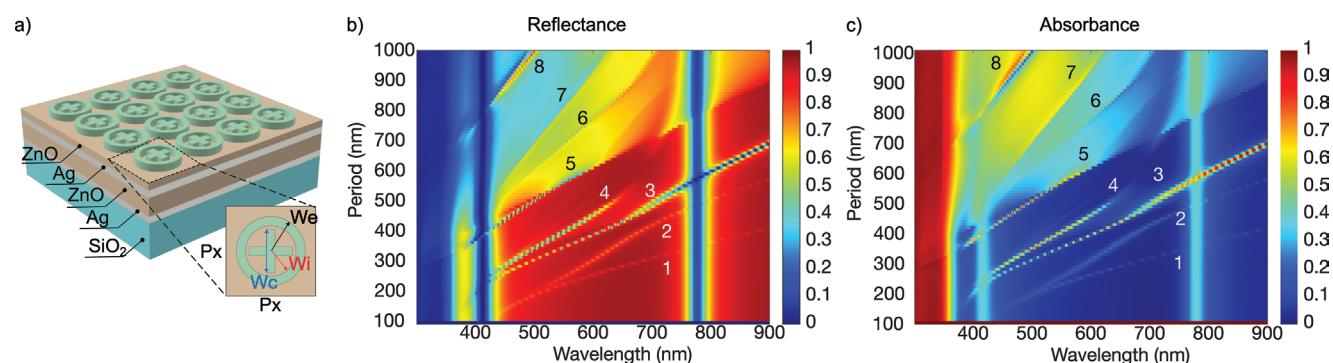 a)
ZnO
Ag
ZnO
Ag
SiO₂
Px
Px
We
Wi
Wc
b)
Reflectance
Period (nm)
1000
900
800
700
600
500
400
300
200
100
8
7
6
5
4
3
2
1
400 500 600 700 800 900
Wavelength (nm)
1
0.9
0.8
0.7
0.6
0.5
0.4
0.3
0.2
0.1
0
c)
Absorbance
Period (nm)
1000
900
800
700
600
500
400
300
200
100
8
7
6
5
4
3
2
1
400 500 600 700 800 900
Wavelength (nm)
1
0.9
0.8
0.7
0.6
0.5
0.4
0.3
0.2
0.1
0